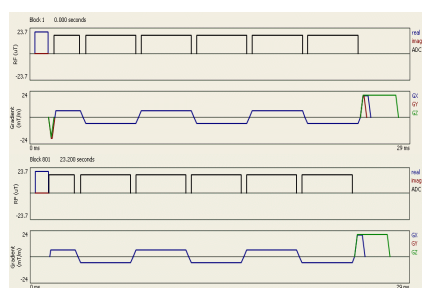 Block 1 0.000 seconds
23.7
RF (uT)
-23.7
real
imag
ADC
24
Gradient
(mT/m)
-24
GX
GY
GZ
0 ms
29 ms
Block 801 23.200 seconds
23.7
RF (uT)
-23.7
real
imag
ADC
24
Gradient
(mT/m)
-24
GX
GY
GZ
0 ms
29 ms